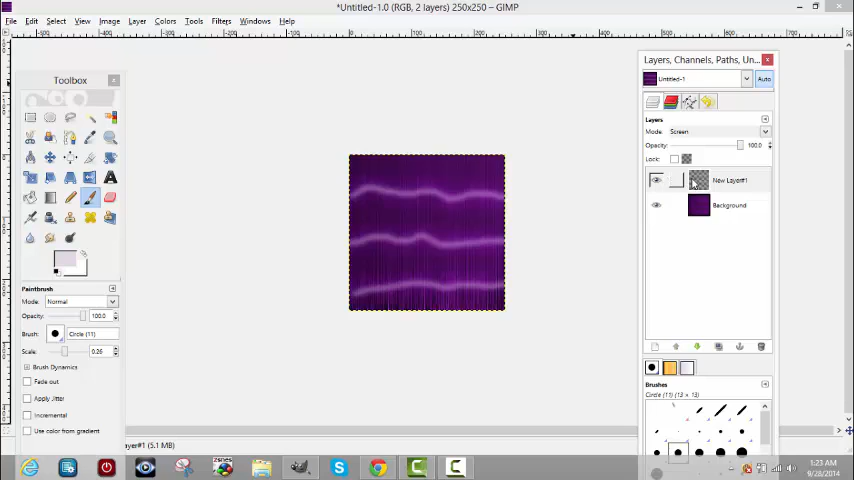 *Untitled-1.0 (RGB, 2 layers) 250x250 – GIMP
File Edit Select View Image Layer Colors Tools Filters Windows Help
Toolbox
Layers, Channels, Paths, Un...
Untitled-1
Auto
Layers
Mode: Screen
Opacity: 100.0
Lock:
New Layer#1
Background
Paintbrush
Mode: Normal
Opacity: 100.0
Brush: Circle (11)
Scale: 0.26
Brush Dynamics
Fade out
Apply Jitter
Incremental
Use color from gradient
Brushes
Circle (11) (13 × 13)
ayer#1 (5.1 MB)
zsnes
1:23 AM
9/28/2014